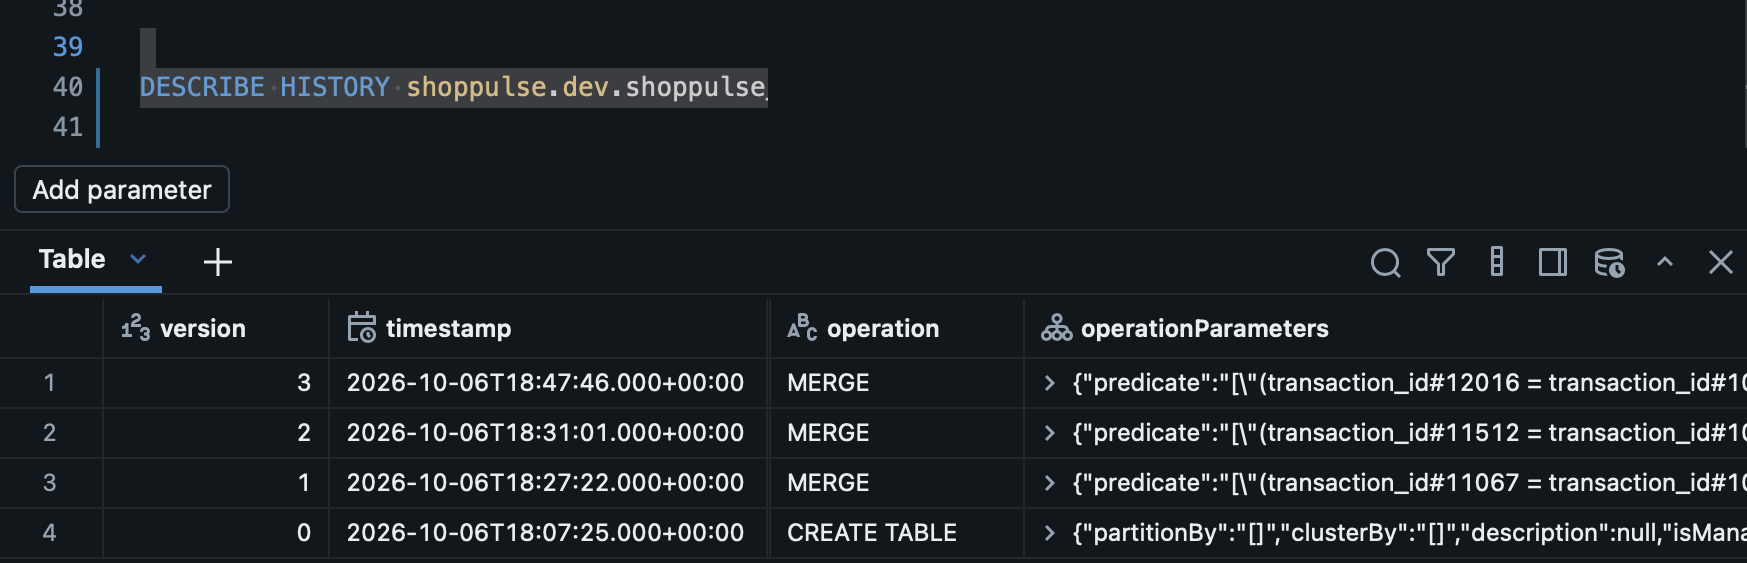 38
39
40 DESCRIBE HISTORY shoppulse.dev.shoppulse_
41
Add parameter
Table
version timestamp operation operationParameters
1 3 2026-10-06T18:47:46.000+00:00 MERGE {"predicate":"[\"(transaction_id#12016 = transaction_id#10
2 2 2026-10-06T18:31:01.000+00:00 MERGE {"predicate":"[\"(transaction_id#11512 = transaction_id#10
3 1 2026-10-06T18:27:22.000+00:00 MERGE {"predicate":"[\"(transaction_id#11067 = transaction_id#10
4 0 2026-10-06T18:07:25.000+00:00 CREATE TABLE {"partitionBy":"[]","clusterBy":"[]","description":null,"isMana